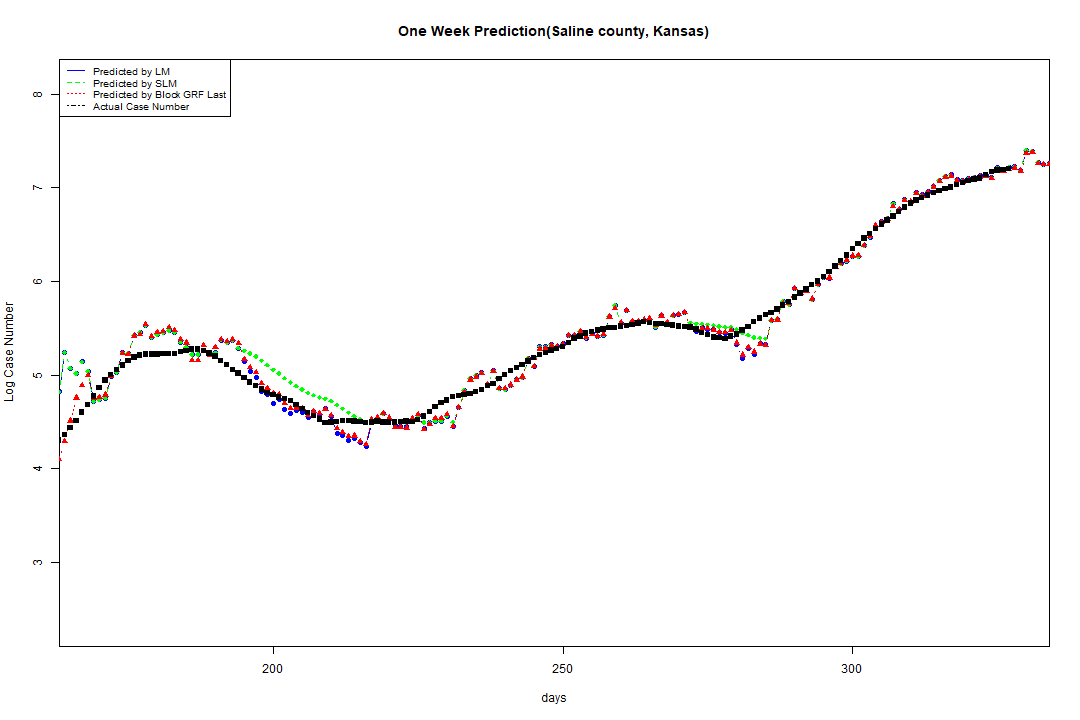 One Week Prediction(Saline county, Kansas)
Predicted by LM
Predicted by SLM
Predicted by Block GRF Last
Actual Case Number
8
7
6
5
4
3
Log Case Number
200
250
300
days